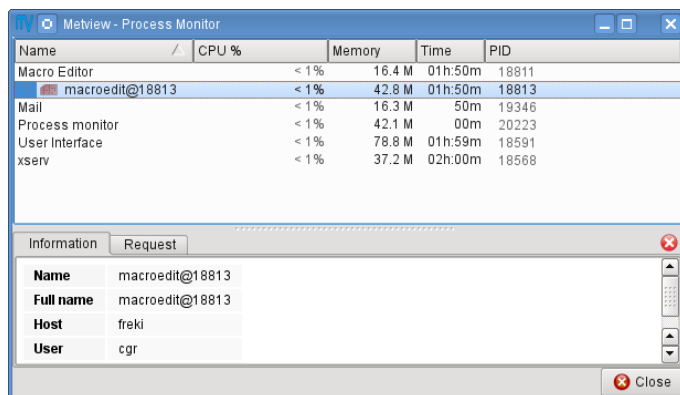 Metview - Process Monitor
Name CPU % Memory Time PID
Macro Editor < 1% 16.4 M 01h:50m 18811
macroedit@18813 < 1% 42.8 M 01h:50m 18813
Mail < 1% 16.3 M 50m 19346
Process monitor < 1% 42.1 M 00m 20223
User Interface < 1% 78.8 M 01h:59m 18591
xserv < 1% 37.2 M 02h:00m 18568
Information Request
Name macroedit@18813
Full name macroedit@18813
Host freki
User cgr
Close